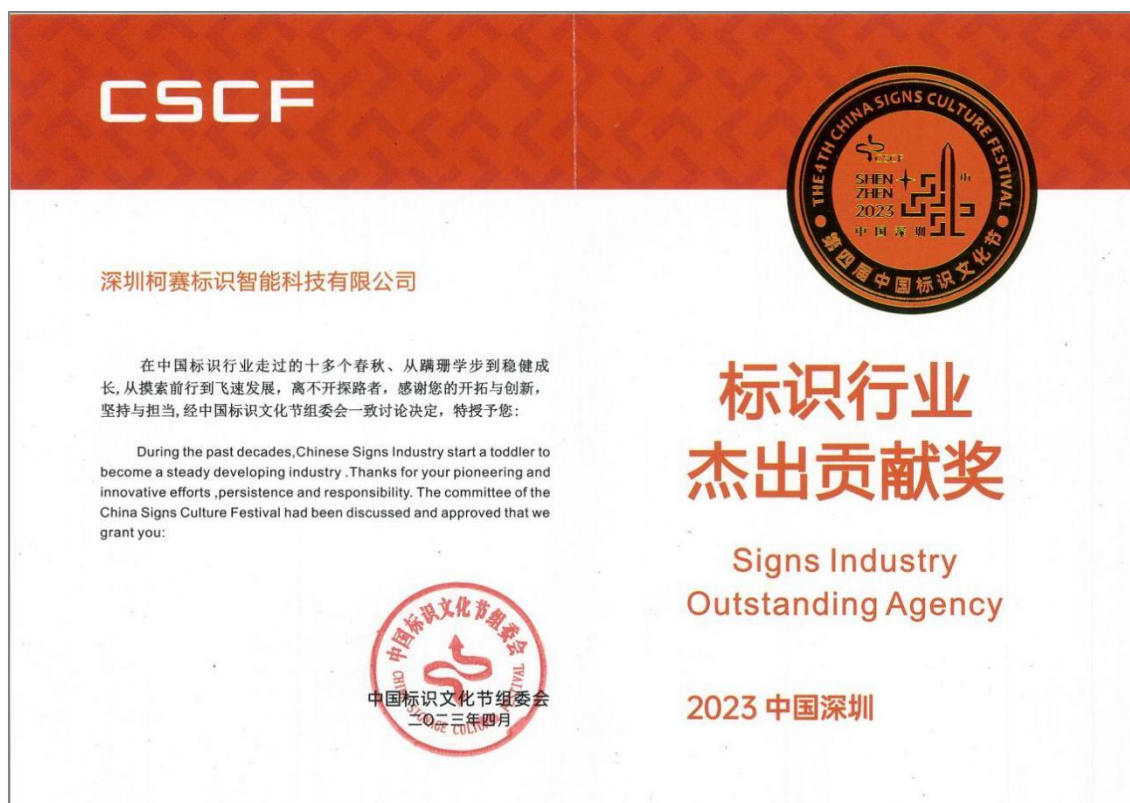 CSCF
THE 4TH CHINA SIGNS CULTURE FESTIVAL
CSCF
SHEN
ZHEN
2023
中国深圳
第四届中国标识文化节
深圳柯赛标识智能科技有限公司
在中国标识行业走过的十多个春秋、从蹒珊学步到稳健成
长,从摸索前行到飞速发展，离不开探路者，感谢您的开拓与创新，
坚持与担当,经中国标识文化节组委会一致讨论决定，特授予您:
During the past decades,Chinese Signs Industry start a toddler to
become a steady developing industry .Thanks for your pioneering and
innovative efforts ,persistence and responsibility. The committee of the
China Signs Culture Festival had been discussed and approved that we
grant you:
中国标识文化节组委会
中国标识文化节组委会
二〇二三年四月
标识行业
杰出贡献奖
Signs Industry
Outstanding Agency
2023 中国深圳